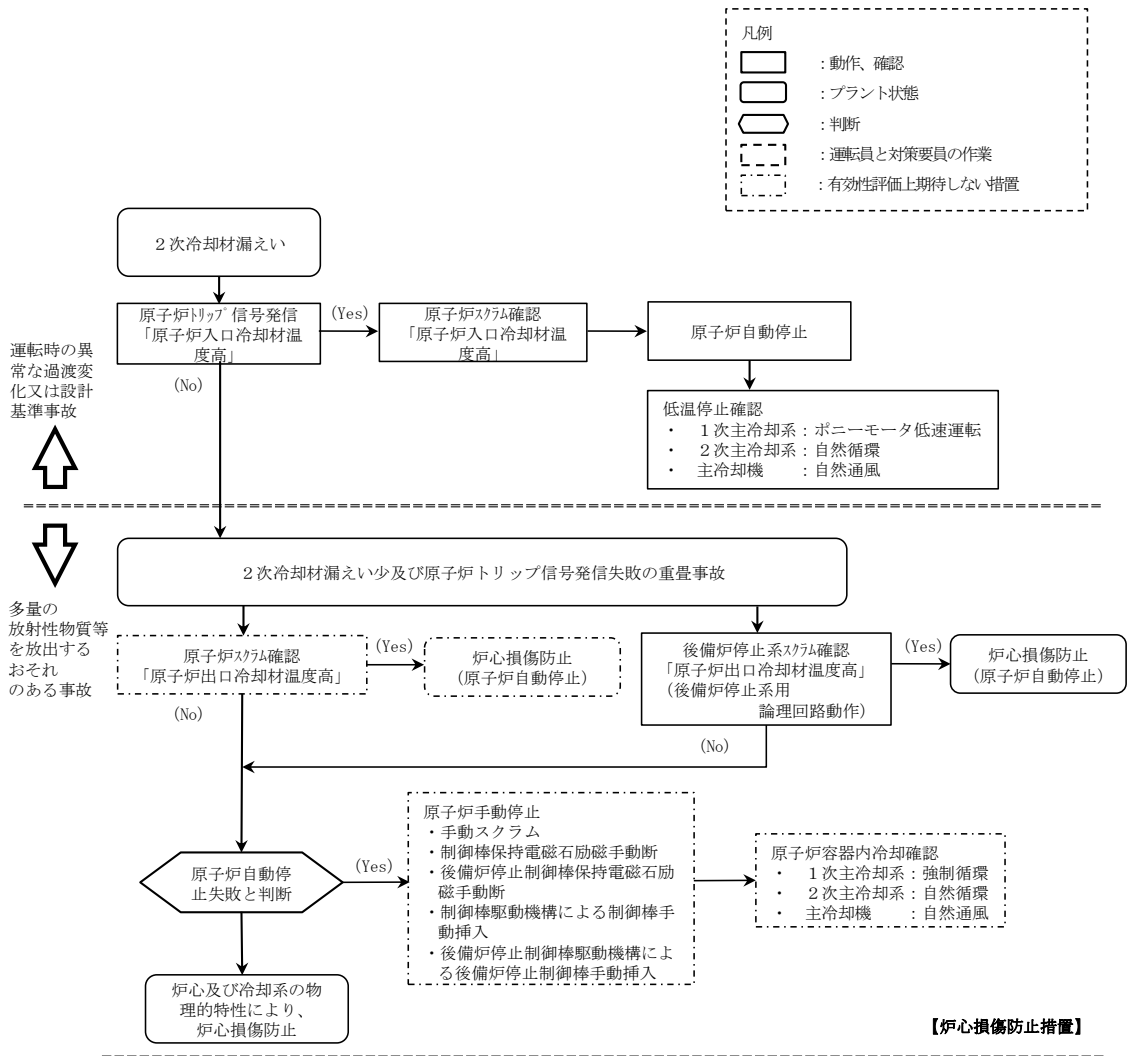 凡例
：動作、確認
：プラント状態
：判断
：運転員と対策要員の作業
：有効性評価上期待しない措置
２次冷却材漏えい
原子炉ﾄﾘｯﾌﾟ信号発信
「原子炉入口冷却材温
度高」
(Yes)
原子炉ｽｸﾗﾑ確認
「原子炉入口冷却材温
度高」
原子炉自動停止
(No)
運転時の異
常な過渡変
化又は設計
基準事故
低温停止確認
・ １次主冷却系：ポニーモータ低速運転
・ ２次主冷却系：自然循環
・ 主冷却機 ：自然通風
２次冷却材漏えい少及び原子炉トリップ信号発信失敗の重畳事故
多量の
放射性物質等
を放出する
おそれ
のある事故
原子炉ｽｸﾗﾑ確認
「原子炉出口冷却材温度高」
(Yes)
炉心損傷防止
(原子炉自動停止)
(No)
後備炉停止系ｽｸﾗﾑ確認
「原子炉出口冷却材温度高」
（後備炉停止系用
論理回路動作）
(Yes)
炉心損傷防止
(原子炉自動停止)
(No)
原子炉自動停
止失敗と判断
(Yes)
原子炉手動停止
・手動スクラム
・制御棒保持電磁石励磁手動断
・後備炉停止制御棒保持電磁石励
磁手動断
・制御棒駆動機構による制御棒手
動挿入
・後備炉停止制御棒駆動機構によ
る後備炉停止制御棒手動挿入
原子炉容器内冷却確認
・ １次主冷却系：強制循環
・ ２次主冷却系：自然循環
・ 主冷却機 ：自然通風
炉心及び冷却系の物
理的特性により、
炉心損傷防止
【炉心損傷防止措置】